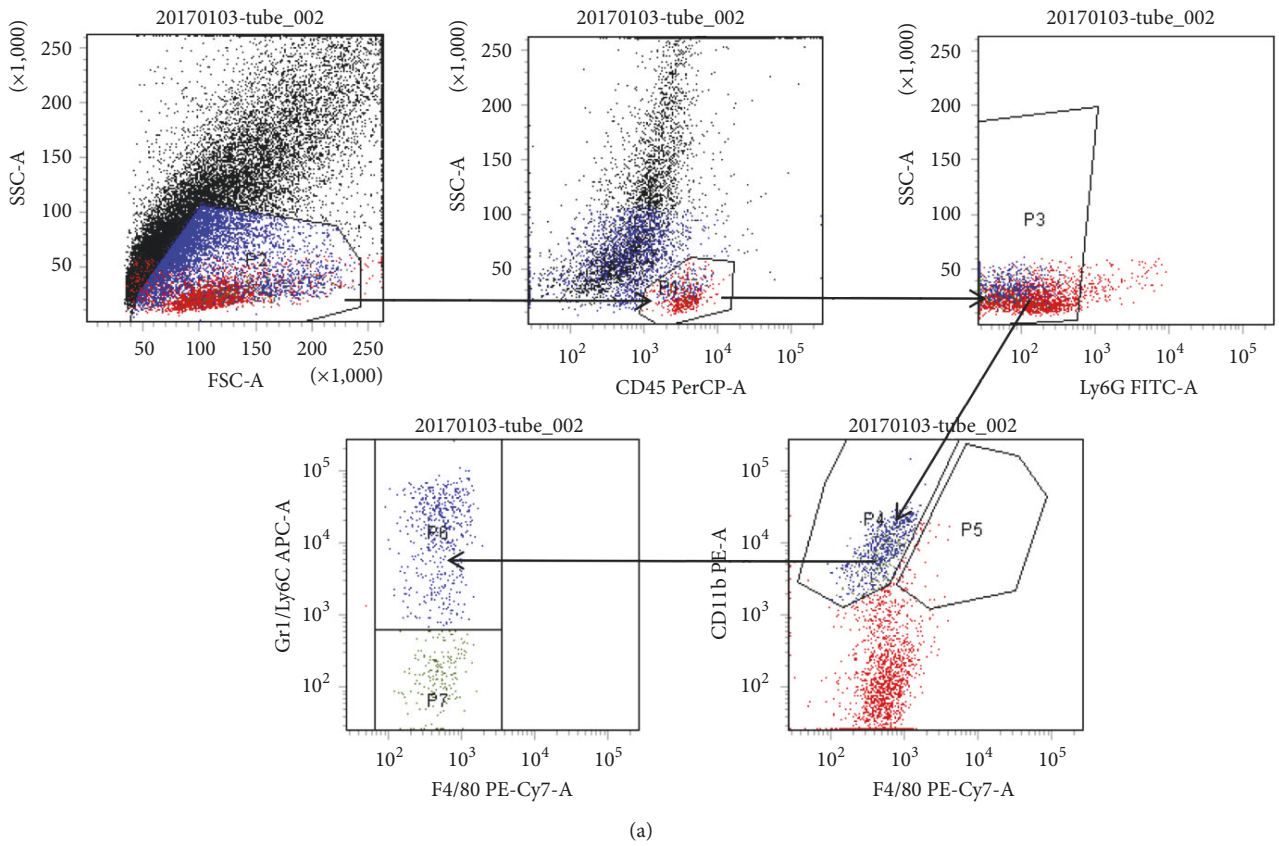 20170103-tube_002
(×1,000)
SSC-A
250
200
150
100
50
P2
50
100
150
200
250
FSC-A
(×1,000)
20170103-tube_002
(×1,000)
SSC-A
250
200
150
100
50
10²
10³
10⁴
10⁵
CD45 PerCP-A
20170103-tube_002
(×1,000)
SSC-A
250
200
150
100
50
P3
10²
10³
10⁴
10⁵
Ly6G FITC-A
20170103-tube_002
Gr1/Ly6C APC-A
10⁵
10⁴
10³
10²
P6
P7
10²
10³
10⁴
10⁵
F4/80 PE-Cy7-A
20170103-tube_002
CD11b PE-A
10⁵
10⁴
10³
10²
P4
P5
10²
10³
10⁴
10⁵
F4/80 PE-Cy7-A
(a)